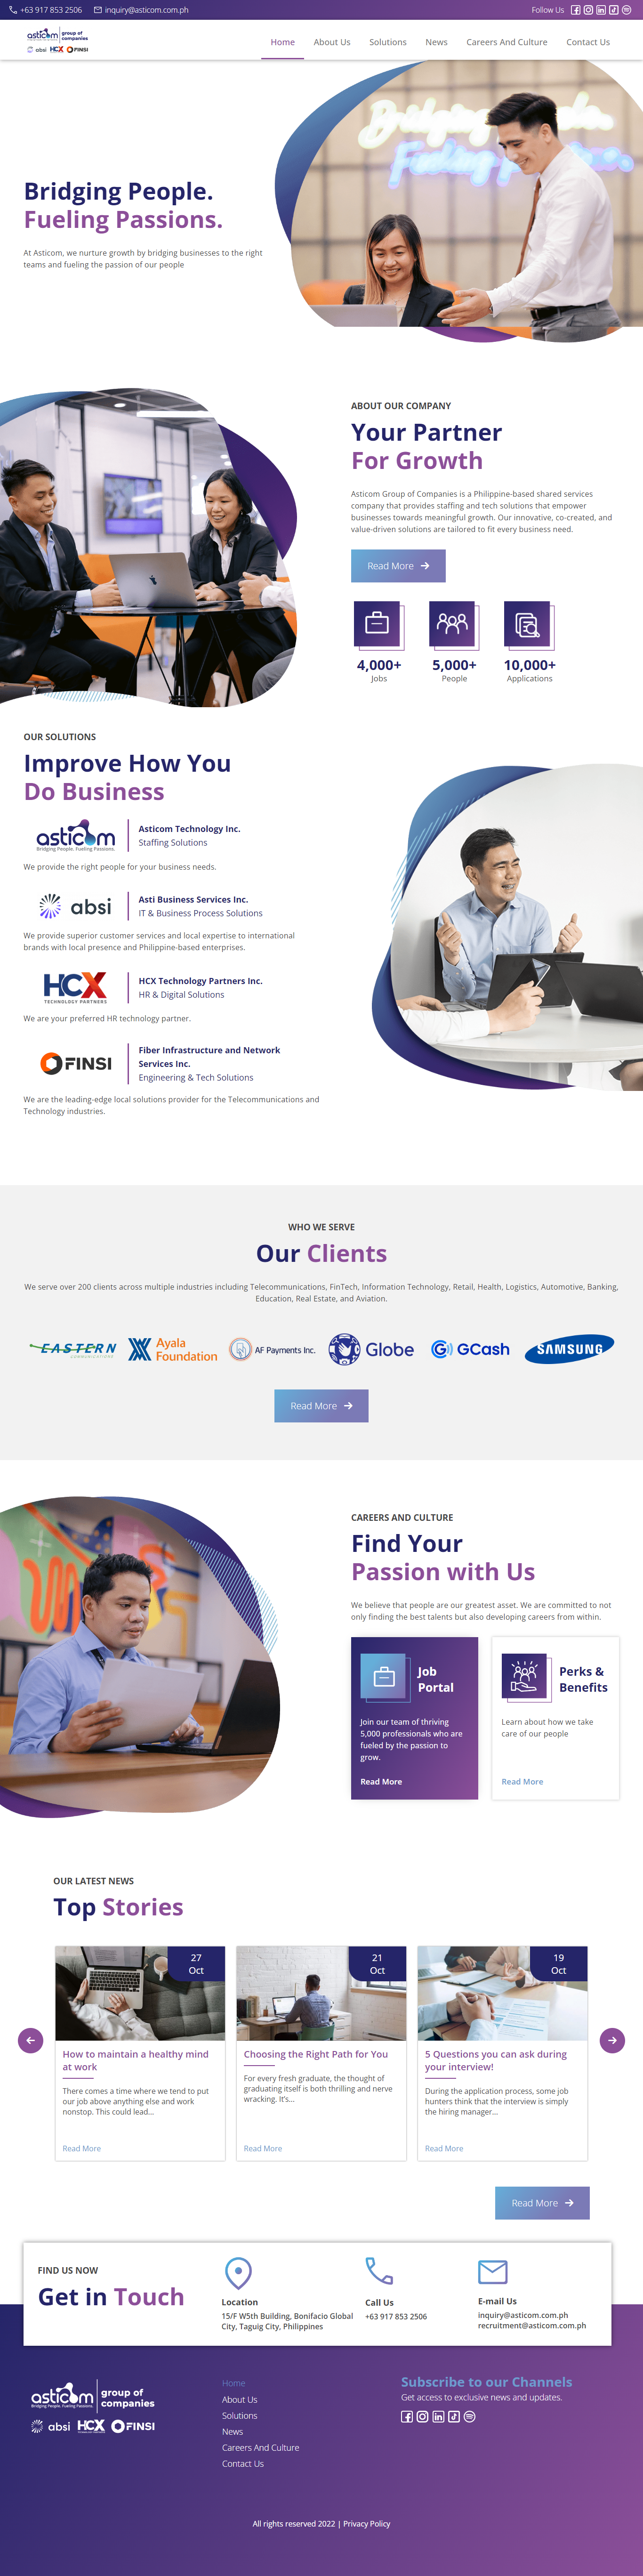 +63 917 853 2506 inquiry@asticom.com.ph Follow Us
asticom group of companies
absi HCX FINSI
Home About Us Solutions News Careers And Culture Contact Us
Bridging People.
Fueling Passions.
At Asticom, we nurture growth by bridging businesses to the right
teams and fueling the passion of our people
ABOUT OUR COMPANY
Your Partner
For Growth
Asticom Group of Companies is a Philippine-based shared services
company that provides staffing and tech solutions that empower
businesses towards meaningful growth. Our innovative, co-created, and
value-driven solutions are tailored to fit every business need.
Read More
4,000+ 5,000+ 10,000+
Jobs People Applications
OUR SOLUTIONS
Improve How You
Do Business
asticom
Bridging People. Fueling Passions.
Asticom Technology Inc.
Staffing Solutions
We provide the right people for your business needs.
absi
Asti Business Services Inc.
IT & Business Process Solutions
We provide superior customer services and local expertise to international
brands with local presence and Philippine-based enterprises.
HCX
TECHNOLOGY PARTNERS
HCX Technology Partners Inc.
HR & Digital Solutions
We are your preferred HR technology partner.
FINSI
Fiber Infrastructure and Network
Services Inc.
Engineering & Tech Solutions
We are the leading-edge local solutions provider for the Telecommunications and
Technology industries.
WHO WE SERVE
Our Clients
We serve over 200 clients across multiple industries including Telecommunications, FinTech, Information Technology, Retail, Health, Logistics, Automotive, Banking,
Education, Real Estate, and Aviation.
EASTERN
COMMUNICATIONS
Ayala
Foundation
AF Payments Inc.
Globe
GCash
SAMSUNG
Read More
CAREERS AND CULTURE
Find Your
Passion with Us
We believe that people are our greatest asset. We are committed to not
only finding the best talents but also developing careers from within.
Job
Portal
Join our team of thriving
5,000 professionals who are
fueled by the passion to
grow.
Read More
Perks &
Benefits
Learn about how we take
care of our people
Read More
OUR LATEST NEWS
Top Stories
27
Oct
How to maintain a healthy mind
at work
There comes a time where we tend to put
our job above anything else and work
nonstop. This could lead...
Read More
21
Oct
Choosing the Right Path for You
For every fresh graduate, the thought of
graduating itself is both thrilling and nerve
wracking. It's...
Read More
19
Oct
5 Questions you can ask during
your interview!
During the application process, some job
hunters think that the interview is simply
the hiring manager...
Read More
Read More
FIND US NOW
Get in Touch
Location
15/F W5th Building, Bonifacio Global
City, Taguig City, Philippines
Call Us
+63 917 853 2506
E-mail Us
inquiry@asticom.com.ph
recruitment@asticom.com.ph
asticom group of companies
Bridging People. Fueling Passions.
absi HCX FINSI
Home
About Us
Solutions
News
Careers And Culture
Contact Us
Subscribe to our Channels
Get access to exclusive news and updates.
All rights reserved 2022 | Privacy Policy